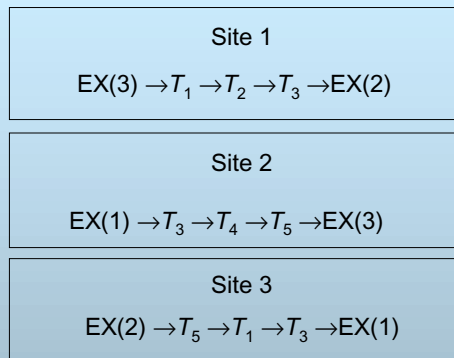 Site 1
EX(3) →T₁ →T₂ →T₃ →EX(2)
Site 2
EX(1) →T₃ →T₄ →T₅ →EX(3)
Site 3
EX(2) →T₅ →T₁ →T₃ →EX(1)